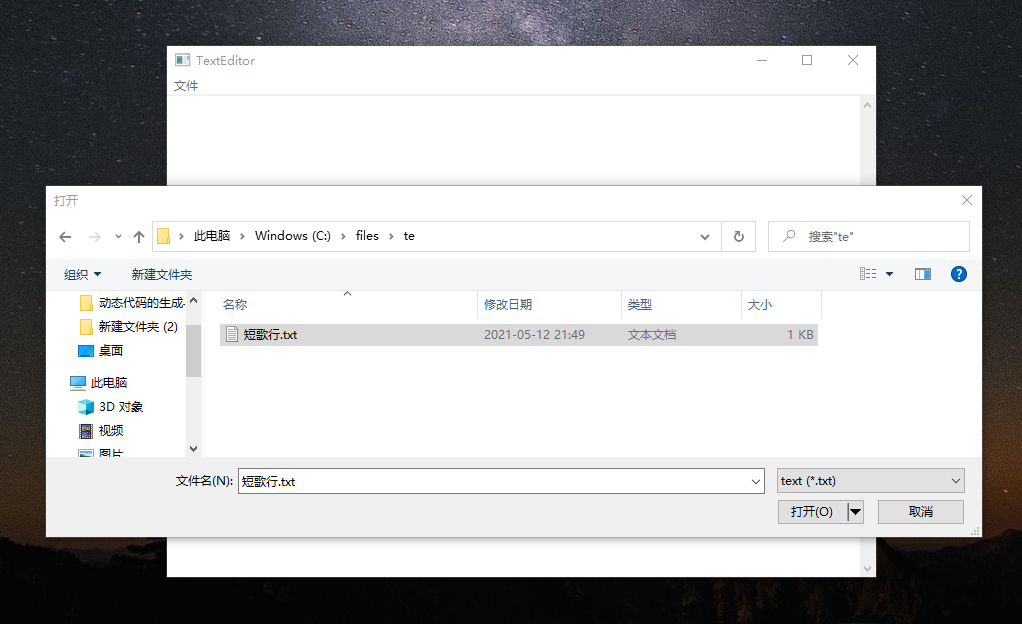 TextEditor
文件
打开
此电脑 › Windows (C:) › files › te
搜索"te"
组织 新建文件夹
名称 修改日期 类型 大小
动态代码的生成
新建文件夹 (2)
桌面
此电脑
3D 对象
视频
图片
短歌行.txt 2021-05-12 21:49 文本文档 1 KB
文件名(N): 短歌行.txt text (*.txt)
打开(O) 取消